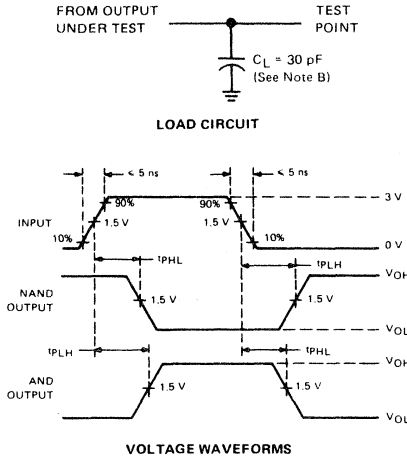 FROM OUTPUT
UNDER TEST
TEST
POINT
CL = 30 pF
(See Note B)
LOAD CIRCUIT
< 5 ns
< 5 ns
90%
90%
3 V
INPUT
1.5 V
1.5 V
10%
10%
0 V
tPHL
tPLH
VOH
NAND
OUTPUT
1.5 V
1.5 V
VOL
tPLH
tPHL
VOH
AND
OUTPUT
1.5 V
1.5 V
VOL
VOLTAGE WAVEFORMS